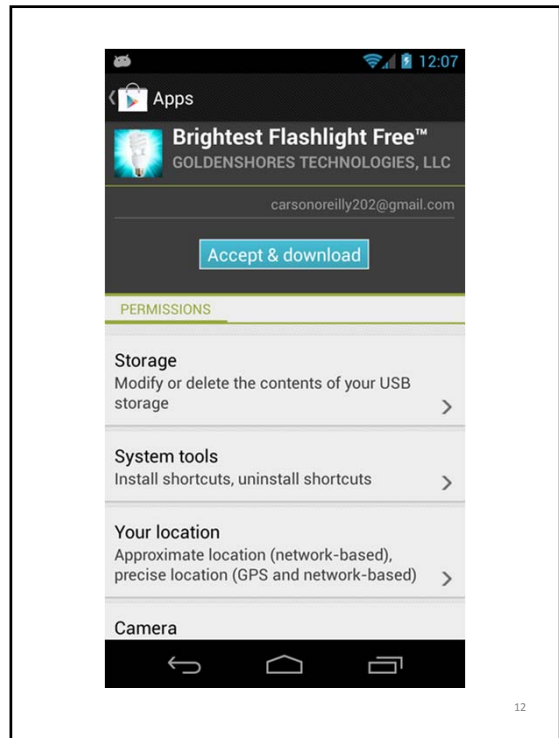 12:07
Apps
Brightest Flashlight Free™
GOLDENSHORES TECHNOLOGIES, LLC
carsonoreilly202@gmail.com
Accept & download
PERMISSIONS
Storage
Modify or delete the contents of your USB
storage
System tools
Install shortcuts, uninstall shortcuts
Your location
Approximate location (network-based),
precise location (GPS and network-based)
Camera
12